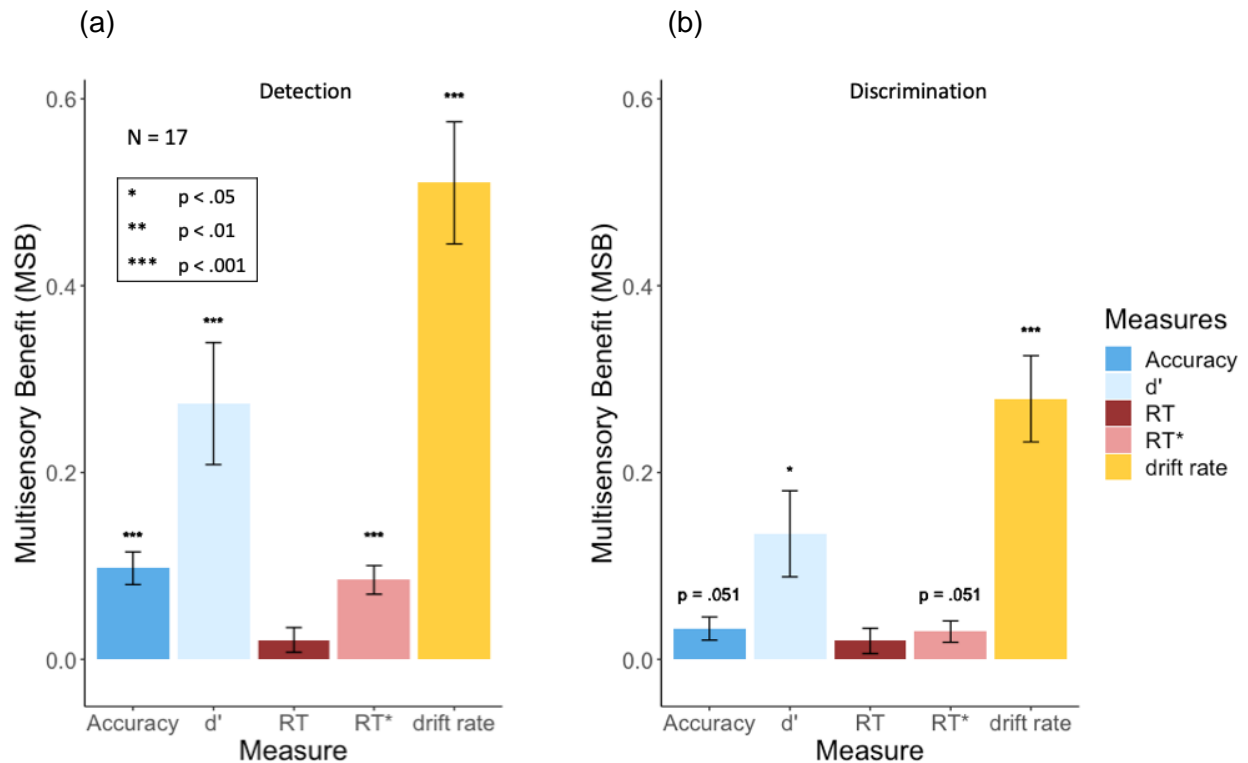 (a)
Detection
***
N = 17
* p < .05
** p < .01
*** p < .001
***
***
***
0.6
0.4
0.2
0.0
Multisensory Benefit (MSB)
Accuracy d' RT RT* drift rate
Measure
(b)
Discrimination
***
*
p = .051
p = .051
0.6
0.4
0.2
0.0
Multisensory Benefit (MSB)
Accuracy d' RT RT* drift rate
Measure
Measures
Accuracy
d'
RT
RT*
drift rate